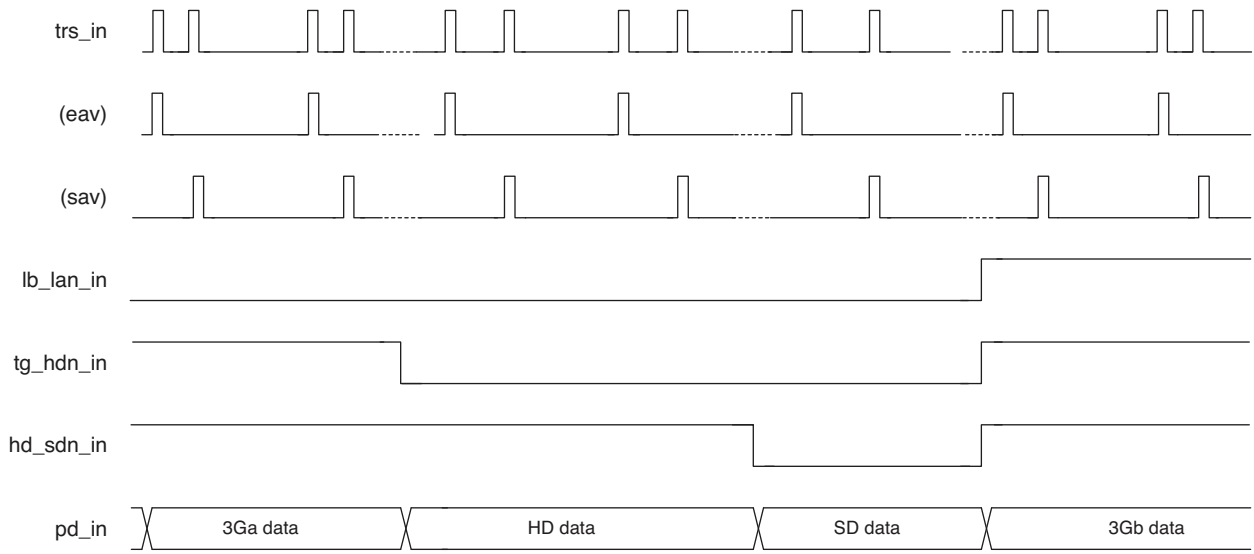 trs_in
(eav)
(sav)
lb_lan_in
tg_hdn_in
hd_sdn_in
pd_in
3Ga data
HD data
SD data
3Gb data